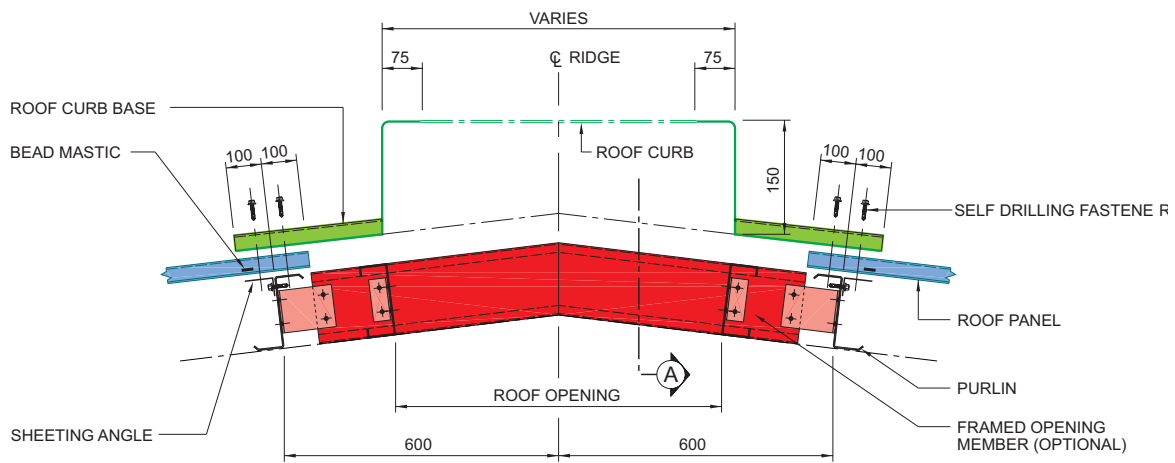 VARIES
75
℄ RIDGE
75
ROOF CURB BASE
BEAD MASTIC
100
100
ROOF CURB
150
100
100
SELF DRILLING FASTENE R
ROOF PANEL
A
PURLIN
ROOF OPENING
SHEETING ANGLE
FRAMED OPENING
MEMBER (OPTIONAL)
600
600